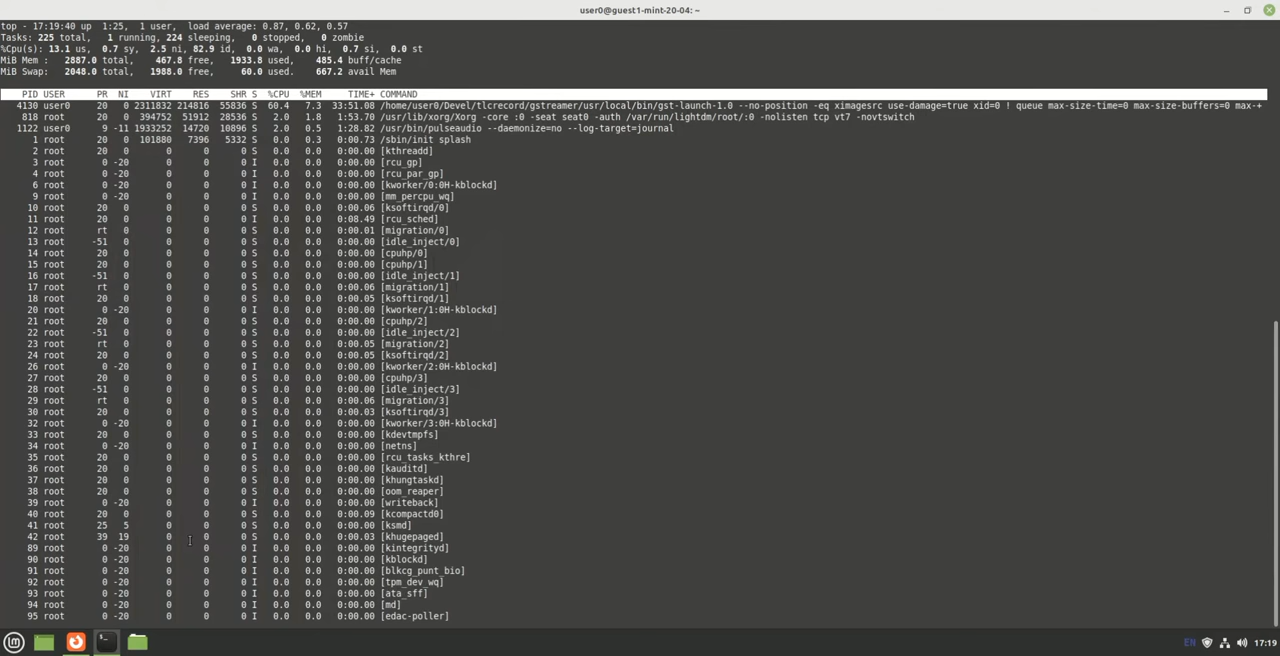 user0@guest1-mint-20-04: ~
top - 17:19:40 up  1:25,  1 user,  load average: 0.87, 0.62, 0.57
Tasks: 225 total,   1 running, 224 sleeping,   0 stopped,   0 zombie
%Cpu(s): 13.1 us,  0.7 sy,  2.5 ni, 82.9 id,  0.0 wa,  0.0 hi,  0.7 si,  0.0 st
MiB Mem :   2887.0 total,    467.8 free,   1933.8 used,    485.4 buff/cache
MiB Swap:   2048.0 total,   1988.0 free,     60.0 used.    667.2 avail Mem
PID USER PR NI VIRT RES SHR S %CPU %MEM TIME+ COMMAND
4130 user0 20 0 2311832 214816 55836 S 60.4 7.3 33:51.08 /home/user0/Devel/tlcrecord/gstreamer/usr/local/bin/gst-launch-1.0 --no-position -eq ximagesrc use-damage=true xid=0 ! queue max-size-time=0 max-size-buffers=0 max-+
818 root 20 0 394752 51912 28536 S 2.0 1.8 1:53.70 /usr/lib/xorg/Xorg -core :0 -seat seat0 -auth /var/run/lightdm/root/:0 -nolisten tcp vt7 -novtswitch
1122 user0 9 -11 1933252 14720 10896 S 2.0 0.5 1:28.82 /usr/bin/pulseaudio --daemonize=no --log-target=journal
1 root 20 0 101880 7396 5332 S 0.0 0.3 0:00.73 /sbin/init splash
2 root 20 0 0 0 0 S 0.0 0.0 0:00.00 [kthreadd]
3 root 0 -20 0 0 0 I 0.0 0.0 0:00.00 [rcu_gp]
4 root 0 -20 0 0 0 I 0.0 0.0 0:00.00 [rcu_par_gp]
6 root 0 -20 0 0 0 I 0.0 0.0 0:00.00 [kworker/0:0H-kblockd]
9 root 0 -20 0 0 0 I 0.0 0.0 0:00.00 [mm_percpu_wq]
10 root 20 0 0 0 0 S 0.0 0.0 0:00.06 [ksoftirqd/0]
11 root 20 0 0 0 0 I 0.0 0.0 0:08.49 [rcu_sched]
12 root rt 0 0 0 0 S 0.0 0.0 0:00.01 [migration/0]
13 root -51 0 0 0 0 S 0.0 0.0 0:00.00 [idle_inject/0]
14 root 20 0 0 0 0 S 0.0 0.0 0:00.00 [cpuhp/0]
15 root 20 0 0 0 0 S 0.0 0.0 0:00.00 [cpuhp/1]
16 root -51 0 0 0 0 S 0.0 0.0 0:00.00 [idle_inject/1]
17 root rt 0 0 0 0 S 0.0 0.0 0:00.06 [migration/1]
18 root 20 0 0 0 0 S 0.0 0.0 0:00.05 [ksoftirqd/1]
20 root 0 -20 0 0 0 I 0.0 0.0 0:00.00 [kworker/1:0H-kblockd]
21 root 20 0 0 0 0 S 0.0 0.0 0:00.00 [cpuhp/2]
22 root -51 0 0 0 0 S 0.0 0.0 0:00.00 [idle_inject/2]
23 root rt 0 0 0 0 S 0.0 0.0 0:00.05 [migration/2]
24 root 20 0 0 0 0 S 0.0 0.0 0:00.05 [ksoftirqd/2]
26 root 0 -20 0 0 0 I 0.0 0.0 0:00.00 [kworker/2:0H-kblockd]
27 root 20 0 0 0 0 S 0.0 0.0 0:00.00 [cpuhp/3]
28 root -51 0 0 0 0 S 0.0 0.0 0:00.00 [idle_inject/3]
29 root rt 0 0 0 0 S 0.0 0.0 0:00.06 [migration/3]
30 root 20 0 0 0 0 S 0.0 0.0 0:00.03 [ksoftirqd/3]
32 root 0 -20 0 0 0 I 0.0 0.0 0:00.00 [kworker/3:0H-kblockd]
33 root 20 0 0 0 0 S 0.0 0.0 0:00.00 [kdevtmpfs]
34 root 0 -20 0 0 0 I 0.0 0.0 0:00.00 [netns]
35 root 20 0 0 0 0 S 0.0 0.0 0:00.00 [rcu_tasks_kthre]
36 root 20 0 0 0 0 S 0.0 0.0 0:00.00 [kauditd]
37 root 20 0 0 0 0 S 0.0 0.0 0:00.00 [khungtaskd]
38 root 20 0 0 0 0 S 0.0 0.0 0:00.00 [oom_reaper]
39 root 0 -20 0 0 0 I 0.0 0.0 0:00.00 [writeback]
40 root 20 0 0 0 0 S 0.0 0.0 0:00.09 [kcompactd0]
41 root 25 5 0 0 0 S 0.0 0.0 0:00.00 [ksmd]
42 root 39 19 0 0 0 S 0.0 0.0 0:00.03 [khugepaged]
89 root 0 -20 0 0 0 I 0.0 0.0 0:00.00 [kintegrityd]
90 root 0 -20 0 0 0 I 0.0 0.0 0:00.00 [kblockd]
91 root 0 -20 0 0 0 I 0.0 0.0 0:00.00 [blkcg_punt_bio]
92 root 0 -20 0 0 0 I 0.0 0.0 0:00.00 [tpm_dev_wq]
93 root 0 -20 0 0 0 I 0.0 0.0 0:00.00 [ata_sff]
94 root 0 -20 0 0 0 I 0.0 0.0 0:00.00 [md]
95 root 0 -20 0 0 0 I 0.0 0.0 0:00.00 [edac-poller]
EN 17:19